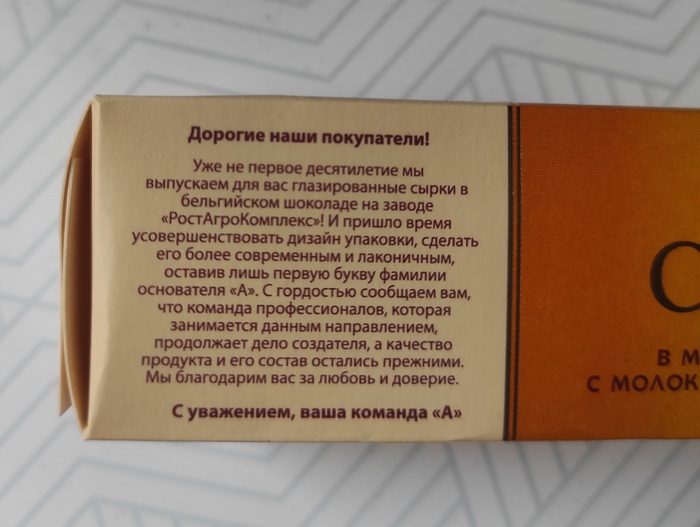 Дорогие наши покупатели!
Уже не первое десятилетие мы
выпускаем для вас глазированные сырки в
бельгийском шоколаде на заводе
«РостАгроКомплекс»! И пришло время
усовершенствовать дизайн упаковки, сделать
его более современным и лаконичным,
оставив лишь первую букву фамилии
основателя «А». С гордостью сообщаем вам,
что команда профессионалов, которая
занимается данным направлением,
продолжает дело создателя, а качество
продукта и его состав остались прежними.
Мы благодарим вас за любовь и доверие.
С уважением, ваша команда «А»
В М
С МОЛОК